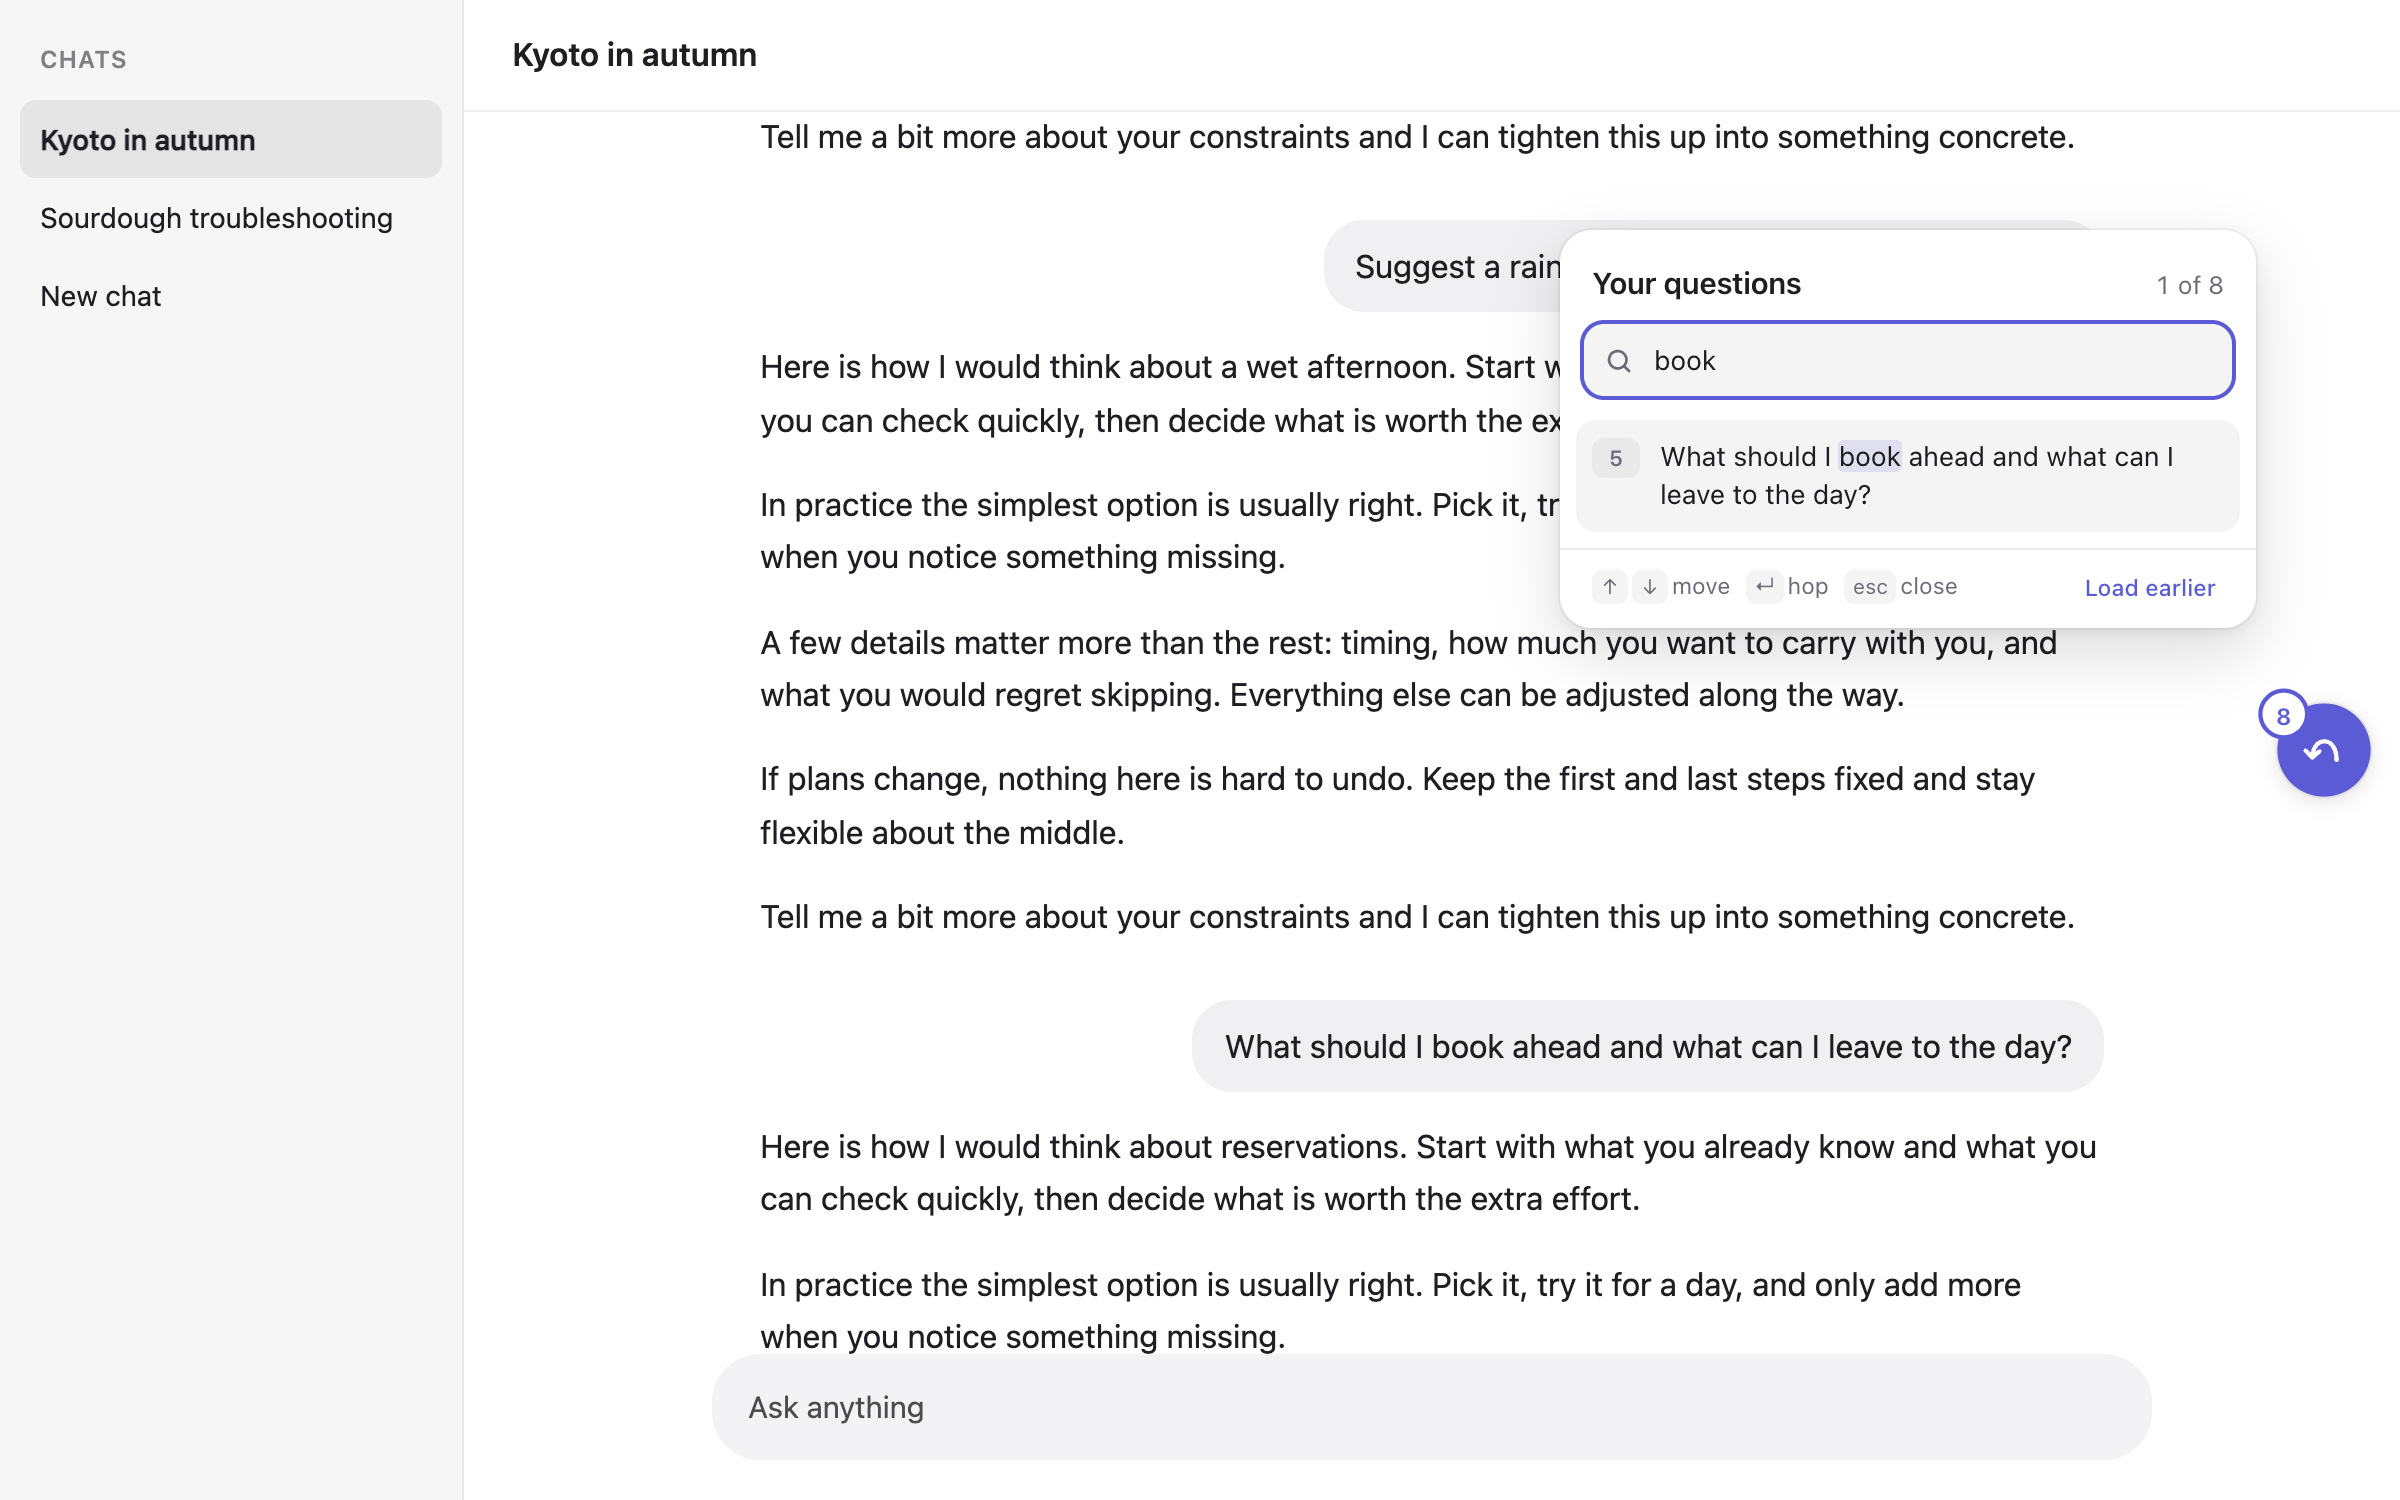 CHATS
Kyoto in autumn
Sourdough troubleshooting
New chat
Kyoto in autumn
Tell me a bit more about your constraints and I can tighten this up into something concrete.
Suggest a rain
Here is how I would think about a wet afternoon. Start
you can check quickly, then decide what is worth the
In practice the simplest option is usually right. Pick it,
when you notice something missing.
A few details matter more than the rest: timing, how much you want to carry with you, and
what you would regret skipping. Everything else can be adjusted along the way.
If plans change, nothing here is hard to undo. Keep the first and last steps fixed and stay
flexible about the middle.
Tell me a bit more about your constraints and I can tighten this up into something concrete.
What should I book ahead and what can I leave to the day?
Here is how I would think about reservations. Start with what you already know and what you
can check quickly, then decide what is worth the extra effort.
In practice the simplest option is usually right. Pick it, try it for a day, and only add more
when you notice something missing.
Ask anything
Your questions
1 of 8
book
5 What should I book ahead and what can I
leave to the day?
↑ ↓ move ↵ hop esc close
Load earlier
8